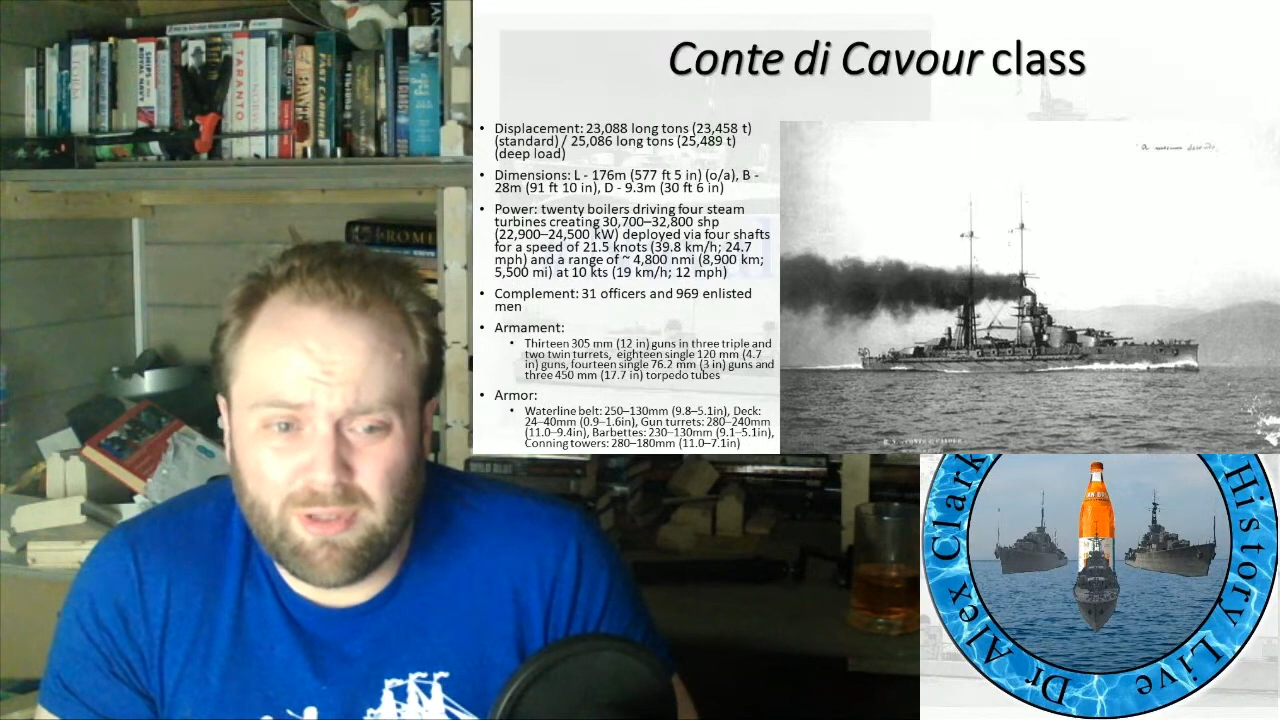 Conte di Cavour class
• Displacement: 23,088 long tons (23,458 t)
(standard) / 25,086 long tons (25,489 t)
(deep load)
• Dimensions: L - 176m (577 ft 5 in) (o/a), B -
28m (91 ft 10 in), D - 9.3m (30 ft 6 in)
• Power: twenty boilers driving four steam
turbines creating 30,700–32,800 shp
(22,900–24,500 kW) deployed via four shafts
for a speed of 21.5 knots (39.8 km/h; 24.7
mph) and a range of ~ 4,800 nmi (8,900 km;
5,500 mi) at 10 kts (19 km/h; 12 mph)
• Complement: 31 officers and 969 enlisted
men
• Armament:
• Thirteen 305 mm (12 in) guns in three triple and
two twin turrets, eighteen single 120 mm (4.7
in) guns, fourteen single 76.2 mm (3 in) guns and
three 450 mm (17.7 in) torpedo tubes
• Armor:
• Waterline belt: 250–130mm (9.8–5.1in), Deck:
24–40mm (0.9–1.6in), Gun turrets: 280–240mm
(11.0–9.4in), Barbettes: 230–130mm (9.1–5.1in),
Conning towers: 280–180mm (11.0–7.1in)
TARANTO
ROME
Dr Alex Clark
History Live